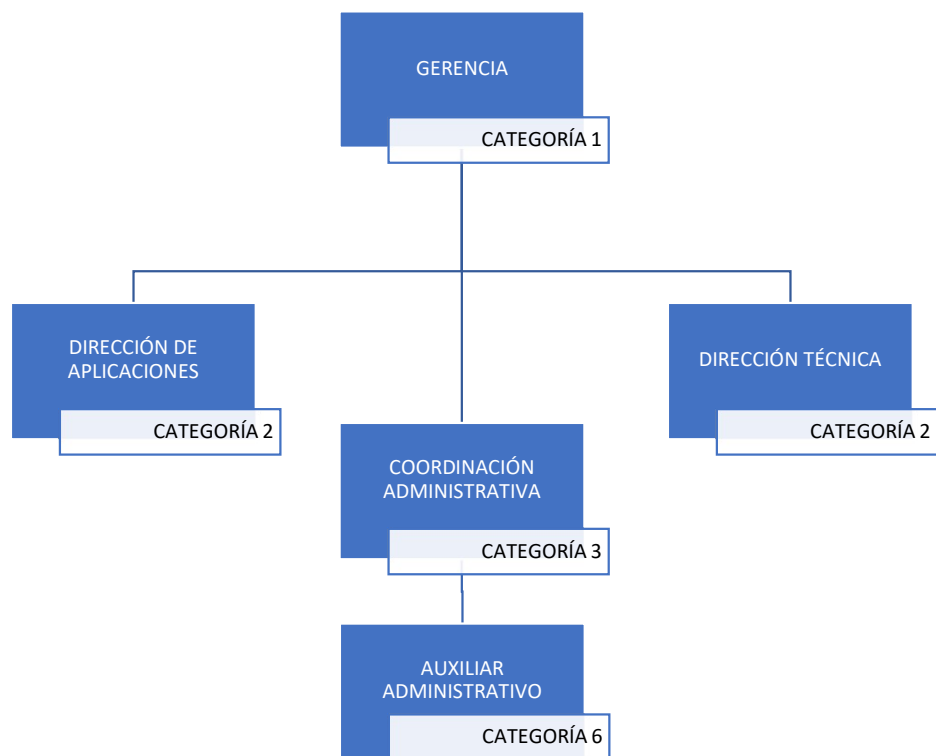 GERENCIA
CATEGORÍA 1
DIRECCIÓN DE
APLICACIONES
CATEGORÍA 2
DIRECCIÓN TÉCNICA
CATEGORÍA 2
COORDINACIÓN
ADMINISTRATIVA
CATEGORÍA 3
AUXILIAR
ADMINISTRATIVO
CATEGORÍA 6